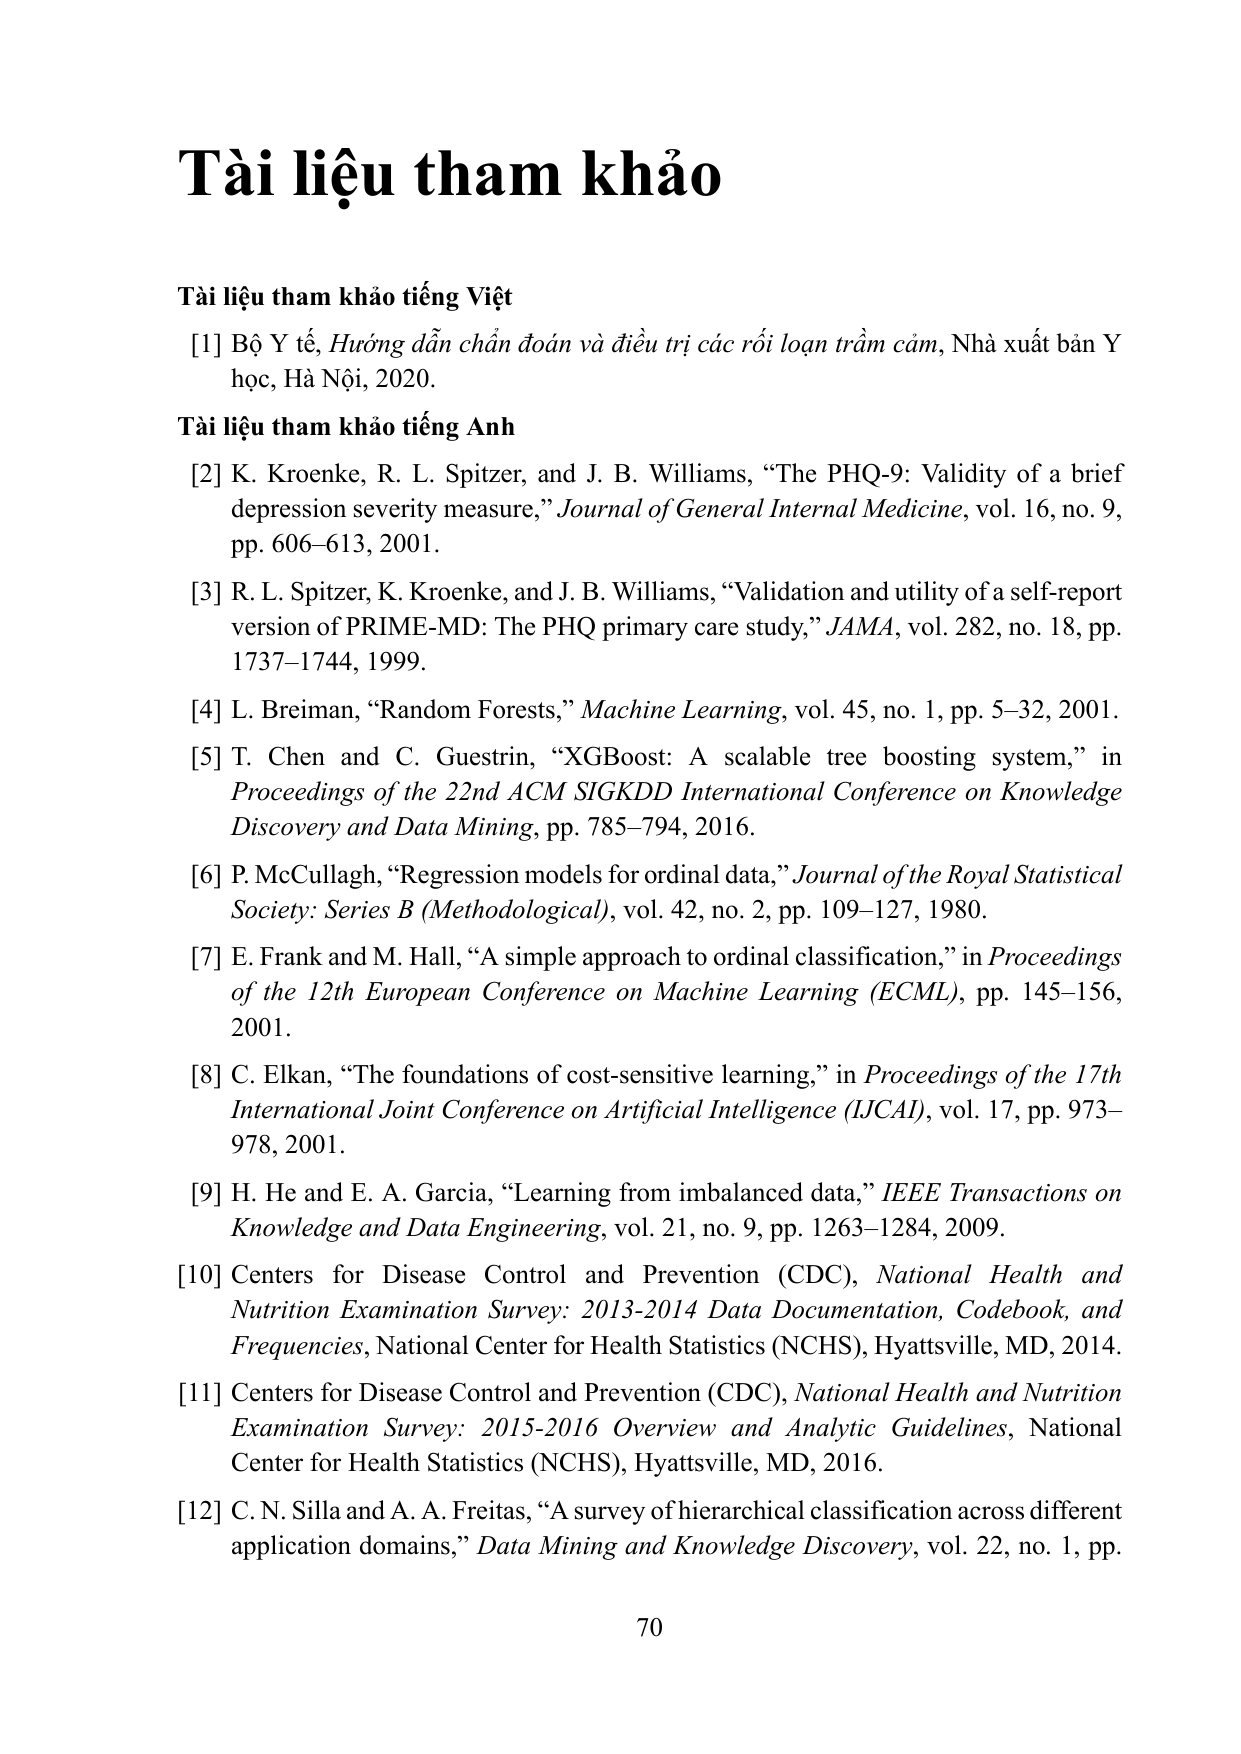 Tài liệu tham khảo
Tài liệu tham khảo tiếng Việt
[1] Bộ Y tế, Hướng dẫn chẩn đoán và điều trị các rối loạn trầm cảm, Nhà xuất bản Y
học, Hà Nội, 2020.
Tài liệu tham khảo tiếng Anh
[2] K. Kroenke, R. L. Spitzer, and J. B. Williams, “The PHQ-9: Validity of a brief
depression severity measure,” Journal of General Internal Medicine, vol. 16, no. 9,
pp. 606–613, 2001.
[3] R. L. Spitzer, K. Kroenke, and J. B. Williams, “Validation and utility of a self-report
version of PRIME-MD: The PHQ primary care study,” JAMA, vol. 282, no. 18, pp.
1737–1744, 1999.
[4] L. Breiman, “Random Forests,” Machine Learning, vol. 45, no. 1, pp. 5–32, 2001.
[5] T. Chen and C. Guestrin, “XGBoost: A scalable tree boosting system,” in
Proceedings of the 22nd ACM SIGKDD International Conference on Knowledge
Discovery and Data Mining, pp. 785–794, 2016.
[6] P. McCullagh, “Regression models for ordinal data,” Journal of the Royal Statistical
Society: Series B (Methodological), vol. 42, no. 2, pp. 109–127, 1980.
[7] E. Frank and M. Hall, “A simple approach to ordinal classification,” in Proceedings
of the 12th European Conference on Machine Learning (ECML), pp. 145–156,
2001.
[8] C. Elkan, “The foundations of cost-sensitive learning,” in Proceedings of the 17th
International Joint Conference on Artificial Intelligence (IJCAI), vol. 17, pp. 973–
978, 2001.
[9] H. He and E. A. Garcia, “Learning from imbalanced data,” IEEE Transactions on
Knowledge and Data Engineering, vol. 21, no. 9, pp. 1263–1284, 2009.
[10] Centers for Disease Control and Prevention (CDC), National Health and
Nutrition Examination Survey: 2013-2014 Data Documentation, Codebook, and
Frequencies, National Center for Health Statistics (NCHS), Hyattsville, MD, 2014.
[11] Centers for Disease Control and Prevention (CDC), National Health and Nutrition
Examination Survey: 2015-2016 Overview and Analytic Guidelines, National
Center for Health Statistics (NCHS), Hyattsville, MD, 2016.
[12] C. N. Silla and A. A. Freitas, “A survey of hierarchical classification across different
application domains,” Data Mining and Knowledge Discovery, vol. 22, no. 1, pp.
70